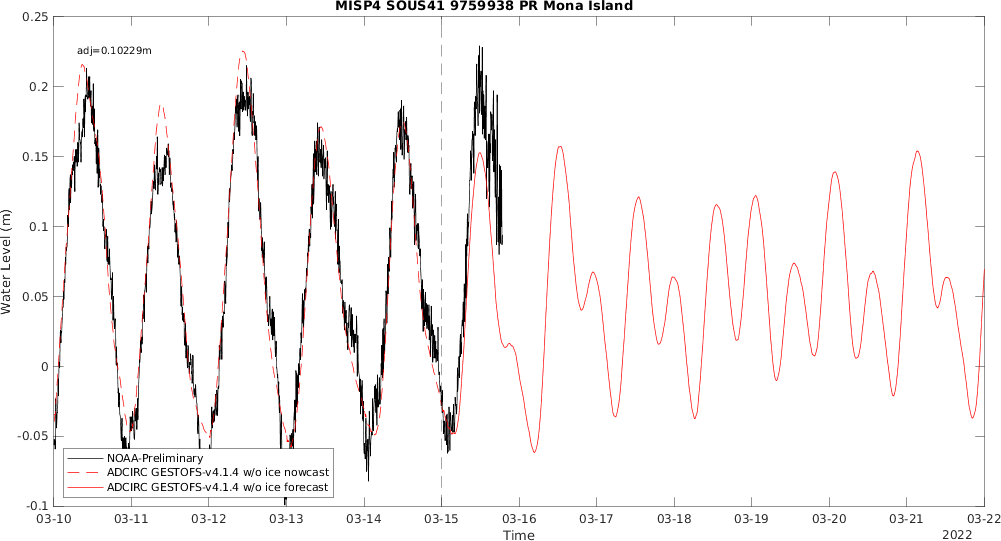 MISP4 SOUS41 9759938 PR Mona Island
adj=0.10229m
0.25
0.2
0.15
0.1
0.05
0
-0.05
-0.1
Water Level (m)
NOAA-Preliminary
ADCIRC GESTOFS-v4.1.4 w/o ice nowcast
ADCIRC GESTOFS-v4.1.4 w/o ice forecast
03-10 03-11 03-12 03-13 03-14 03-15 03-16 03-17 03-18 03-19 03-20 03-21 03-22
Time
2022